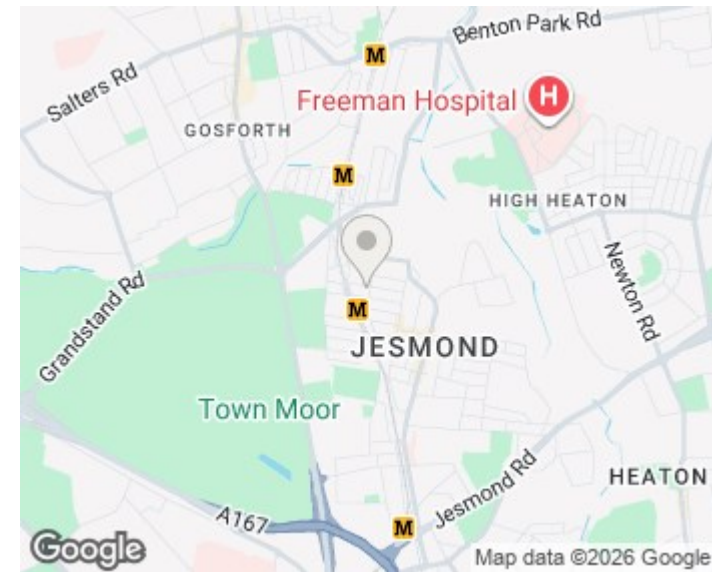 Benton Park Rd
Salters Rd
M
Freeman Hospital H
GOSFORTH
M
HIGH HEATON
Newton Rd
Grandstand Rd
M
JESMOND
Town Moor
Jesmond Rd
HEATON
A167
M
Google
Map data ©2026 Google